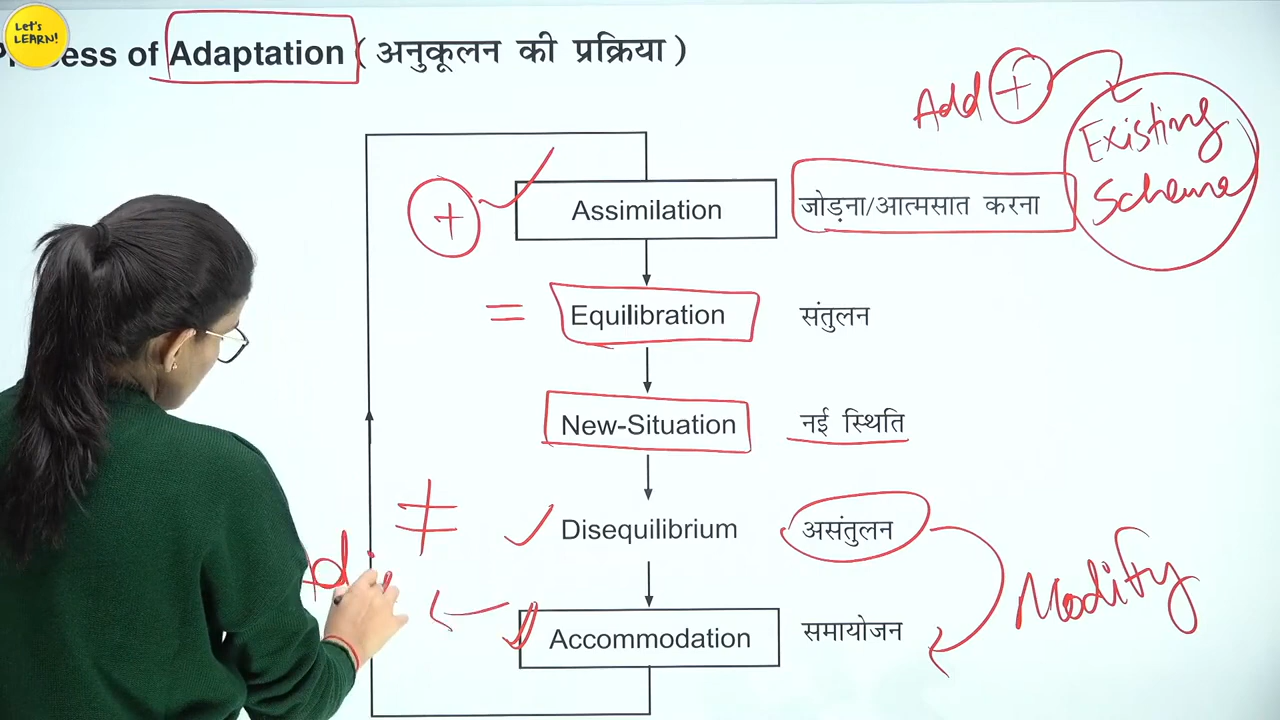 Let's
LEARN!
Process of Adaptation ( अनुकूलन की प्रक्रिया )
Add +
Existing
Scheme
+ Assimilation जोड़ना/आत्मसात करना
= Equilibration संतुलन
New-Situation नई स्थिति
≠ Disequilibrium असंतुलन
Modify
Accommodation समायोजन